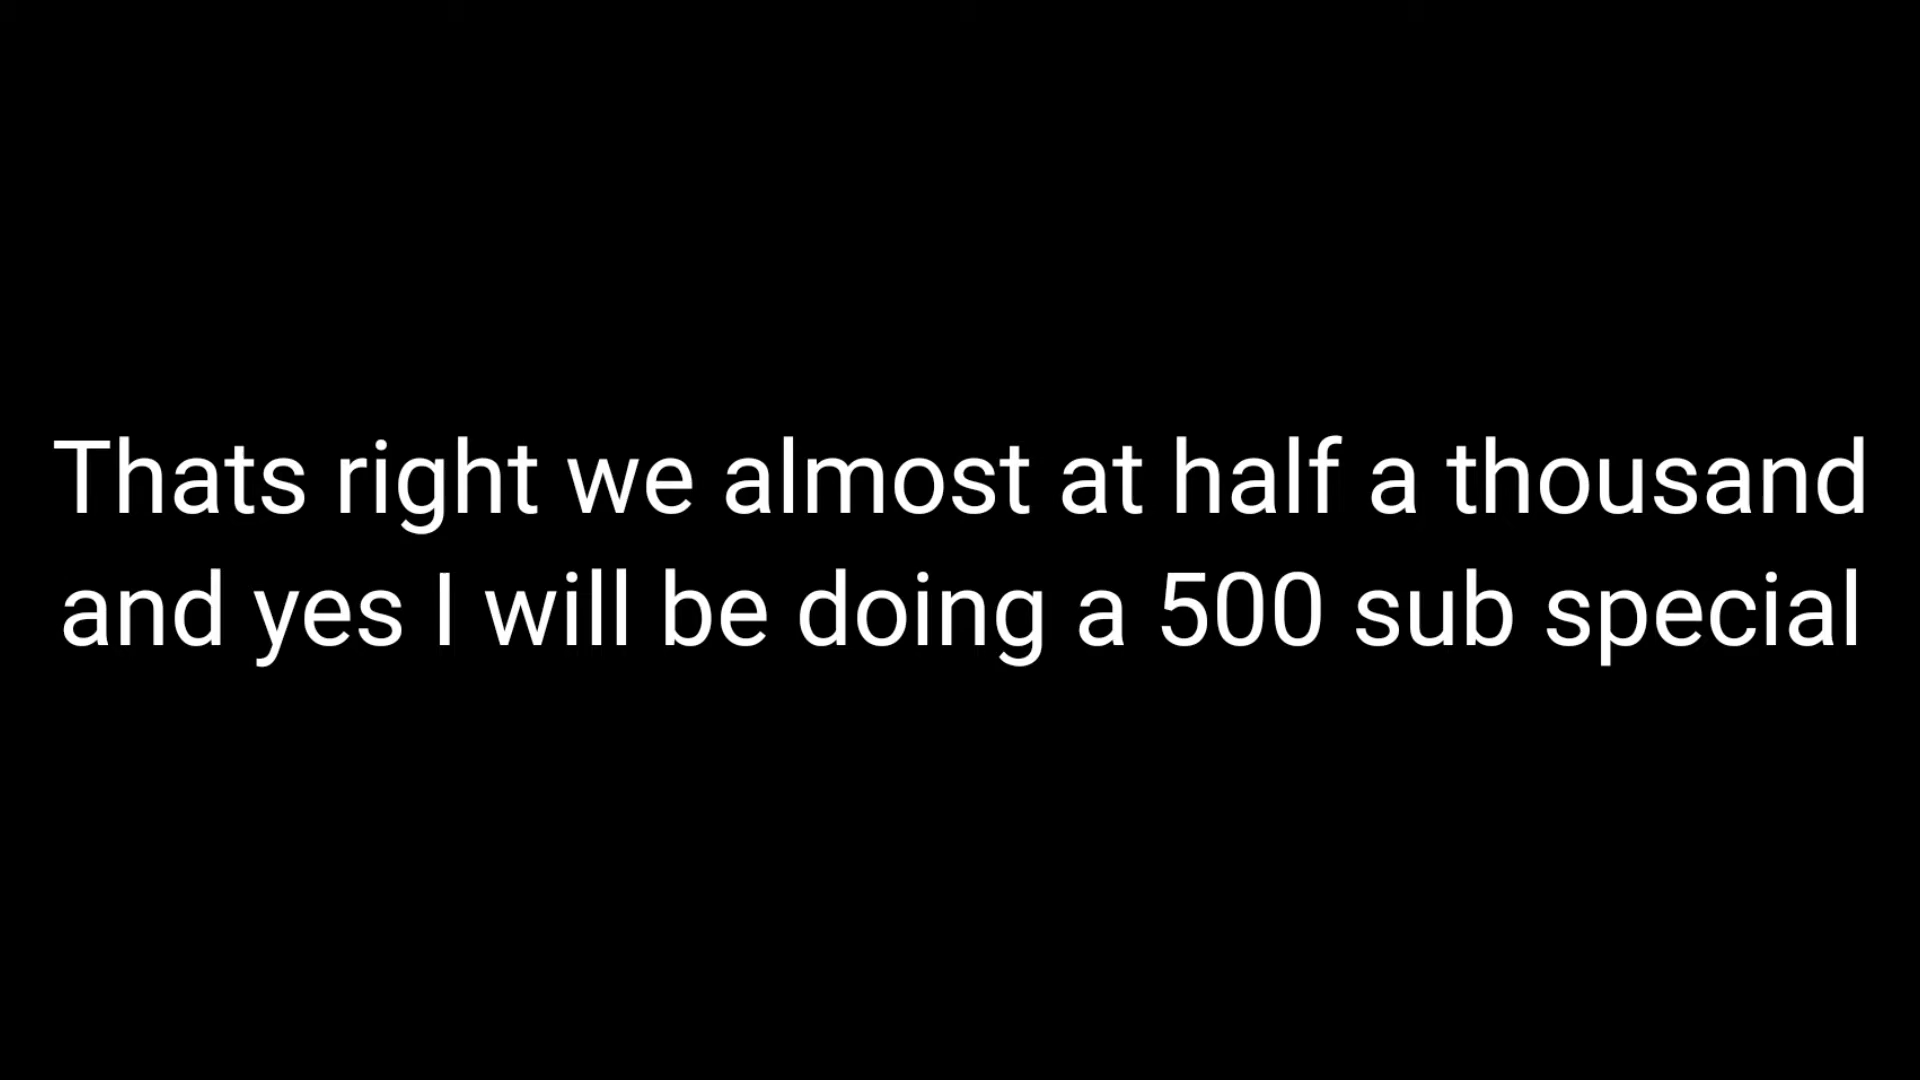 Thats right we almost at half a thousand
and yes I will be doing a 500 sub special